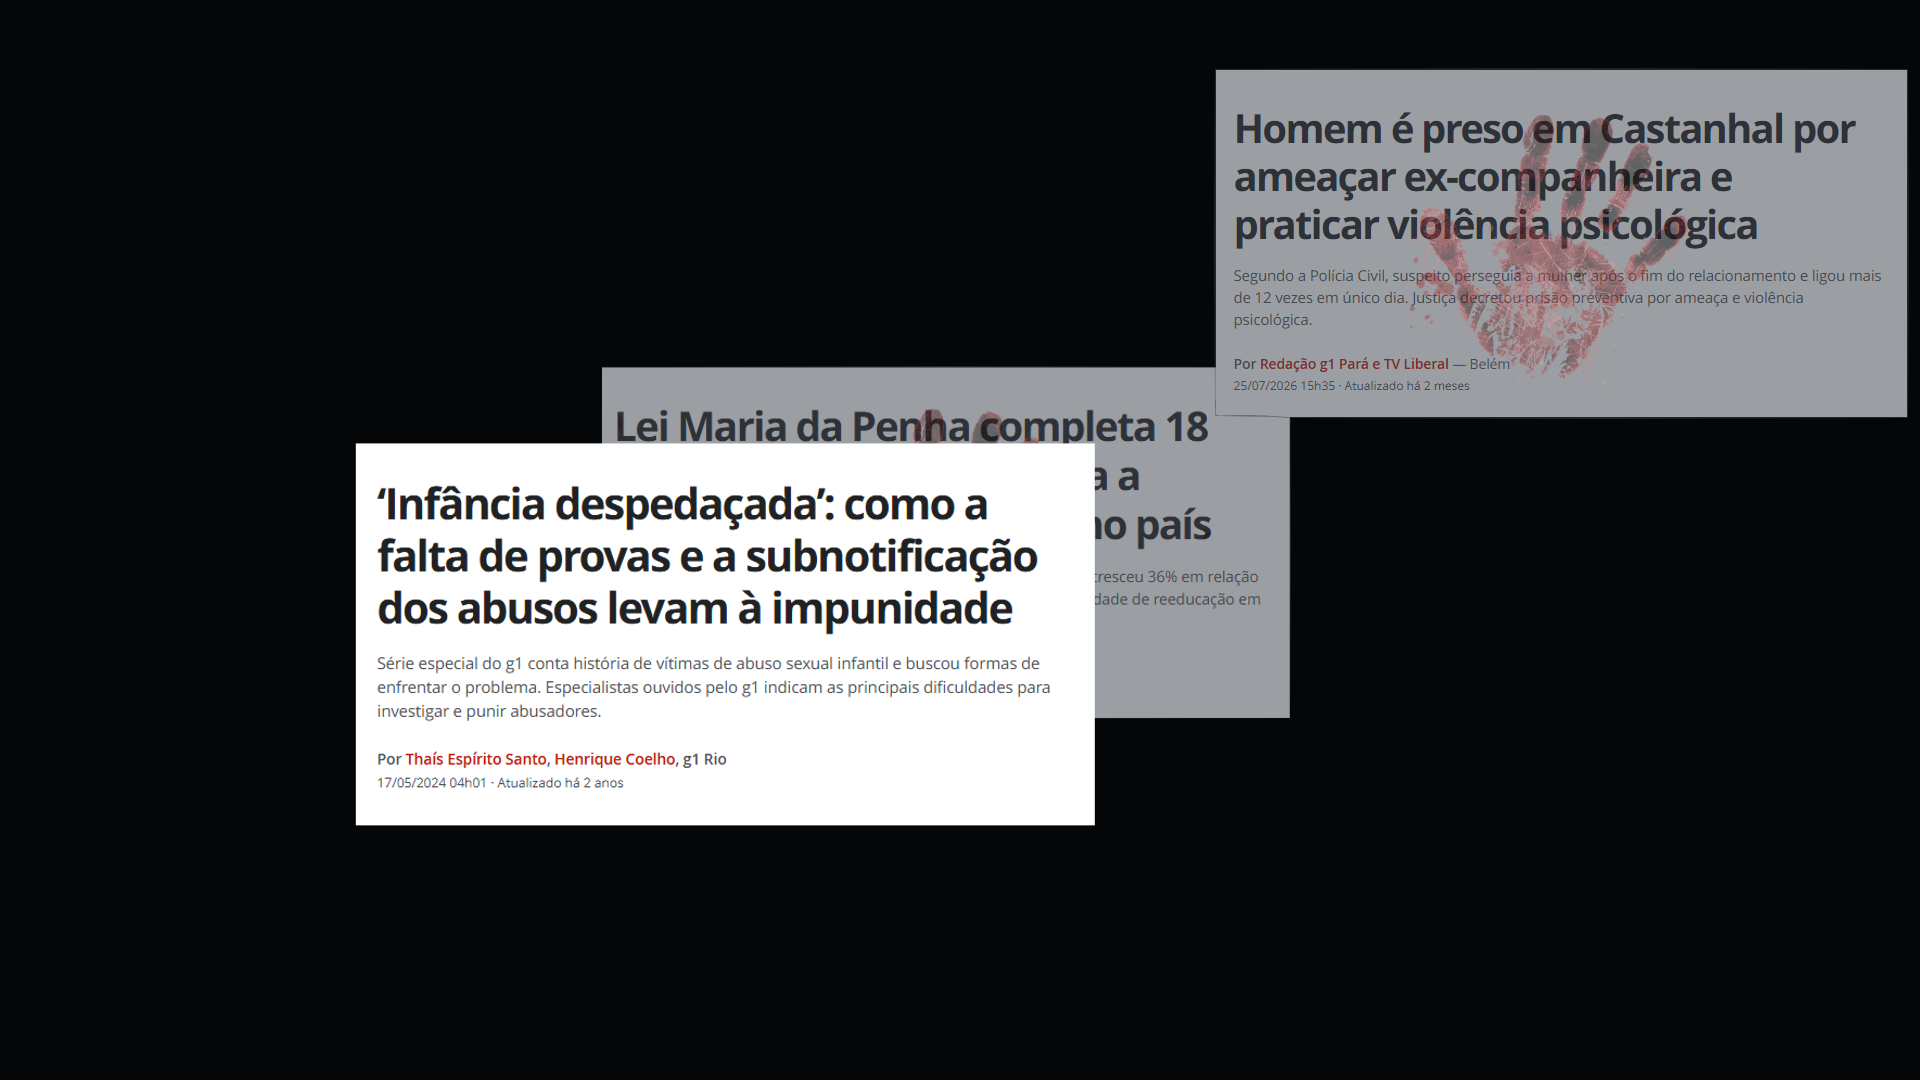 Homem é preso em Castanhal por
ameaçar ex-companheira e
praticar violência psicológica
Segundo a Polícia Civil, suspeito perseguia a mulher após o fim do relacionamento e ligou mais
de 12 vezes em único dia. Justiça decretou prisão preventiva por ameaça e violência
psicológica.
Por Redação g1 Pará e TV Liberal — Belém
25/07/2026 15h35 · Atualizado há 2 meses
Lei Maria da Penha completa 18
a a
no país
cresceu 36% em relação
dade de reeducação em
‘Infância despedaçada’: como a
falta de provas e a subnotificação
dos abusos levam à impunidade
Série especial do g1 conta história de vítimas de abuso sexual infantil e buscou formas de
enfrentar o problema. Especialistas ouvidos pelo g1 indicam as principais dificuldades para
investigar e punir abusadores.
Por Thaís Espírito Santo, Henrique Coelho, g1 Rio
17/05/2024 04h01 · Atualizado há 2 anos